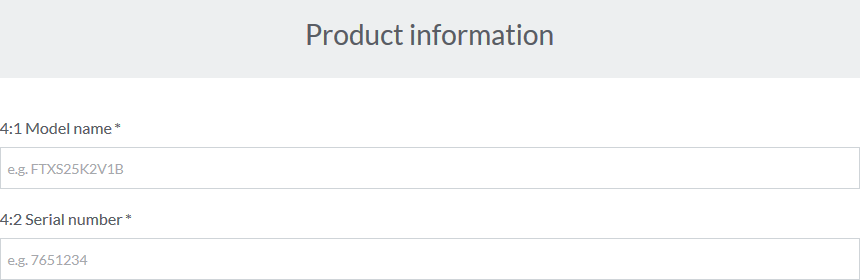 Product information
4:1 Model name *
e.g. FTXS25K2V1B
4:2 Serial number *
e.g. 7651234